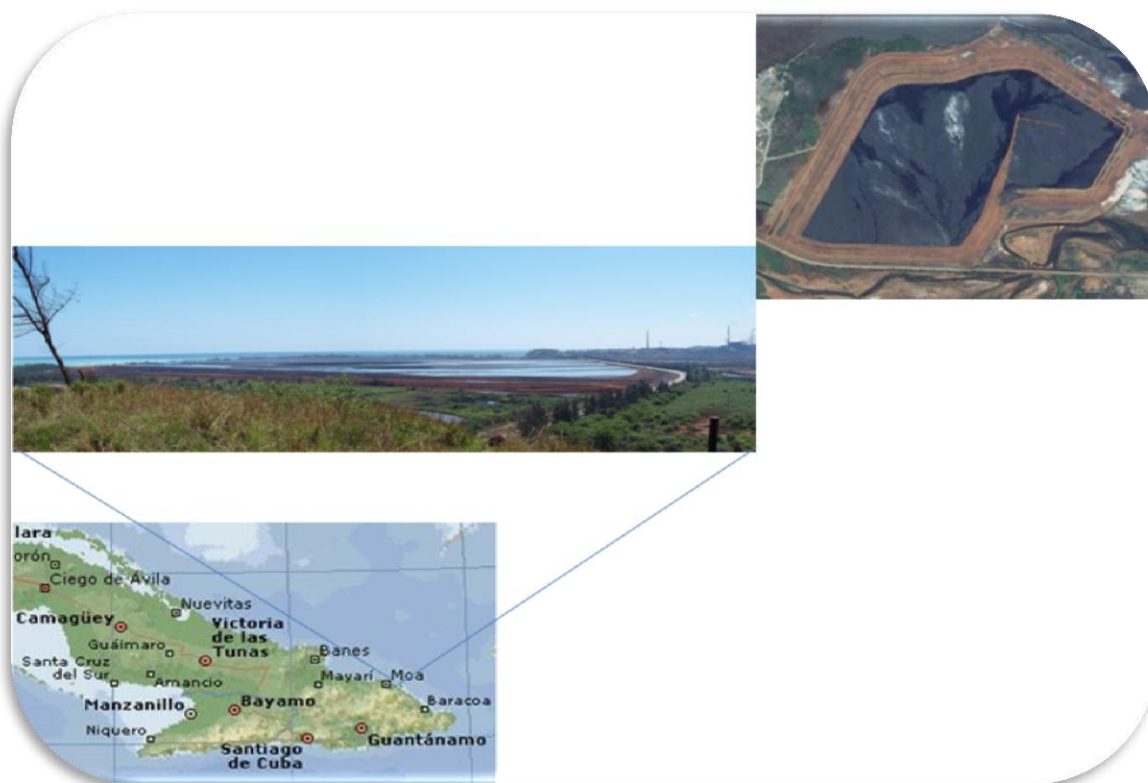 lara
orón
Ciego de Ávila
Nuevitas
Camagüey
Victoria
de las
Tunas
Guáimaro
Banes
Santa Cruz
del Sur
Amancio
Mayarí
Moa
Manzanillo
Bayamo
Baracoa
Niquero
Santiago
de Cuba
Guantánamo